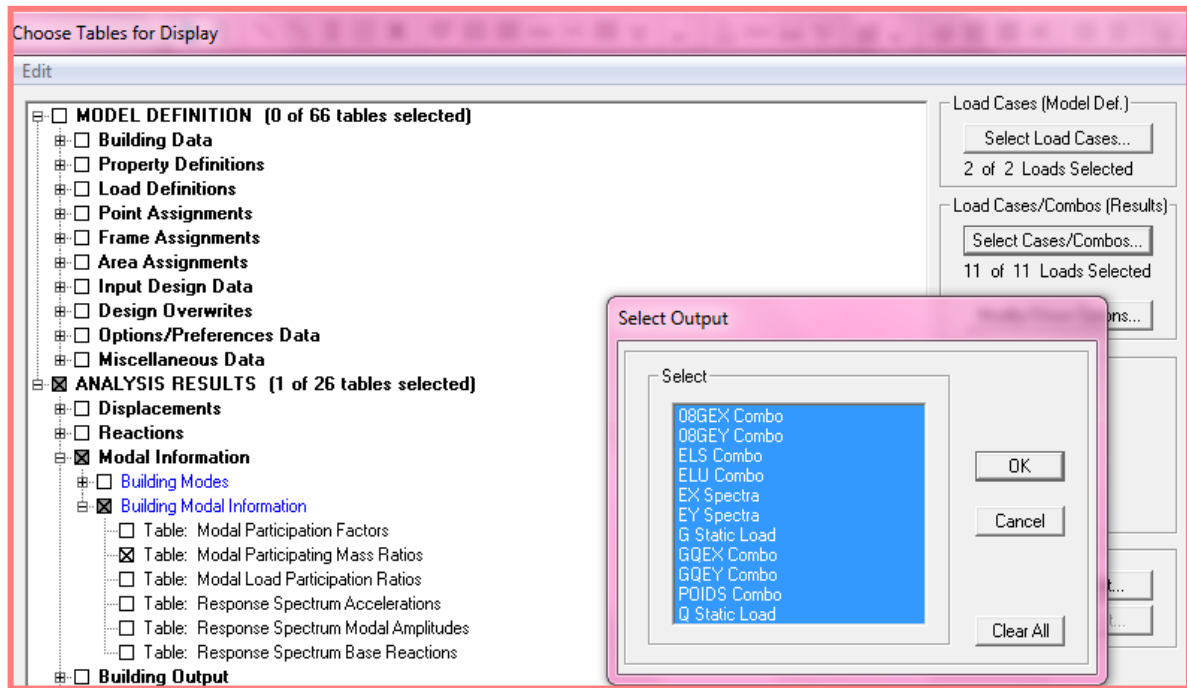 Choose Tables for Display
Edit
MODEL DEFINITION (0 of 66 tables selected)
Building Data
Property Definitions
Load Definitions
Point Assignments
Frame Assignments
Area Assignments
Input Design Data
Design Overwrites
Options/Preferences Data
Miscellaneous Data
ANALYSIS RESULTS (1 of 26 tables selected)
Displacements
Reactions
Modal Information
Building Modes
Building Modal Information
Table: Modal Participation Factors
Table: Modal Participating Mass Ratios
Table: Modal Load Participation Ratios
Table: Response Spectrum Accelerations
Table: Response Spectrum Modal Amplitudes
Table: Response Spectrum Base Reactions
Building Output
Load Cases (Model Def.)
Select Load Cases...
2 of 2 Loads Selected
Load Cases/Combos (Results)
Select Cases/Combos...
11 of 11 Loads Selected
Select Output
Select
08GEX Combo
08GEY Combo
ELS Combo
ELU Combo
EX Spectra
EY Spectra
G Static Load
GQEX Combo
GQEY Combo
POIDS Combo
Q Static Load
OK
Cancel
Clear All